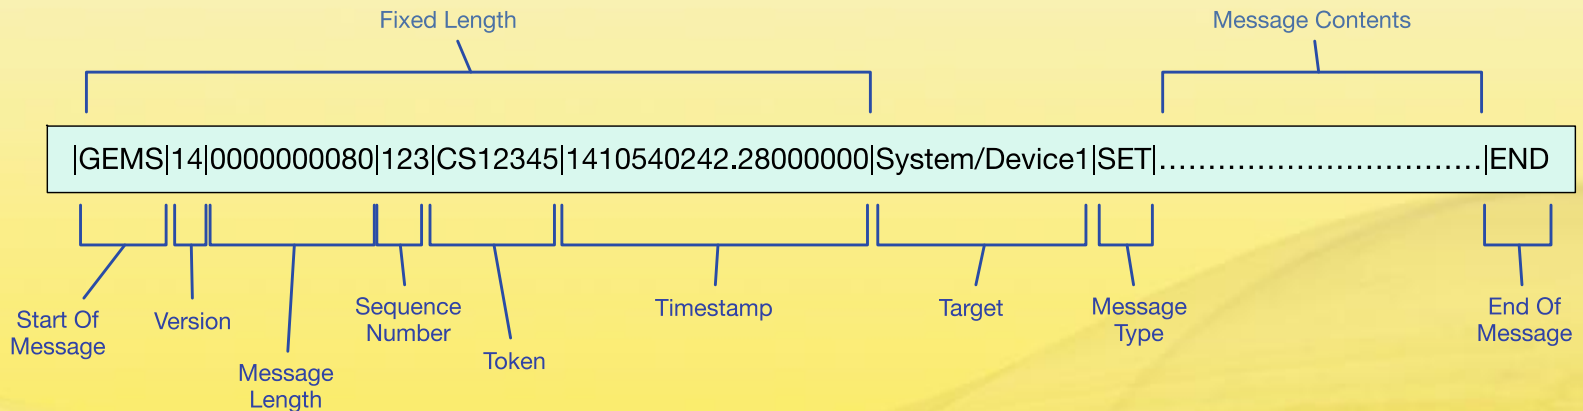 Fixed Length
Message Contents
|GEMS|14|0000000080|123|CS12345|1410540242.28000000|System/Device1|SET|..............................|END
Start Of
Message
Version
Message
Length
Sequence
Number
Token
Timestamp
Target
Message
Type
End Of
Message